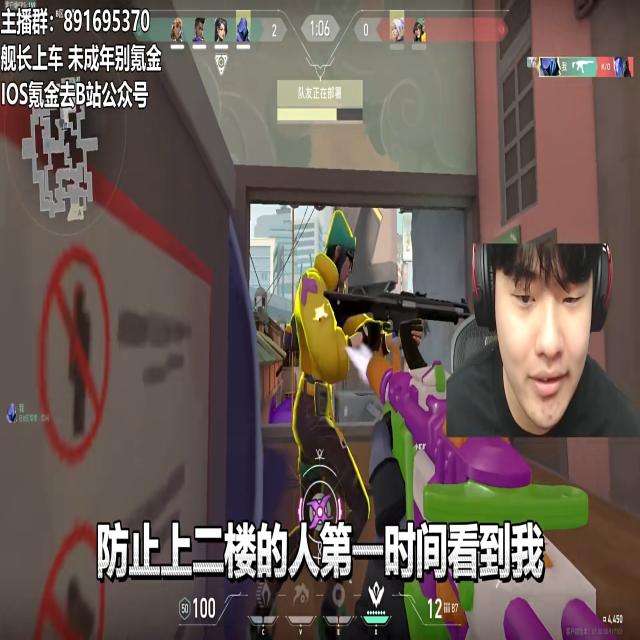 主播群：891695370
舰长上车 未成年别氪金
IOS氪金去B站公众号
2
1:06
0
队友正在部署
我
K/O
我
防止上二楼的人第一时间看到我
50
100
C
Q
E
X
12
87
4,450